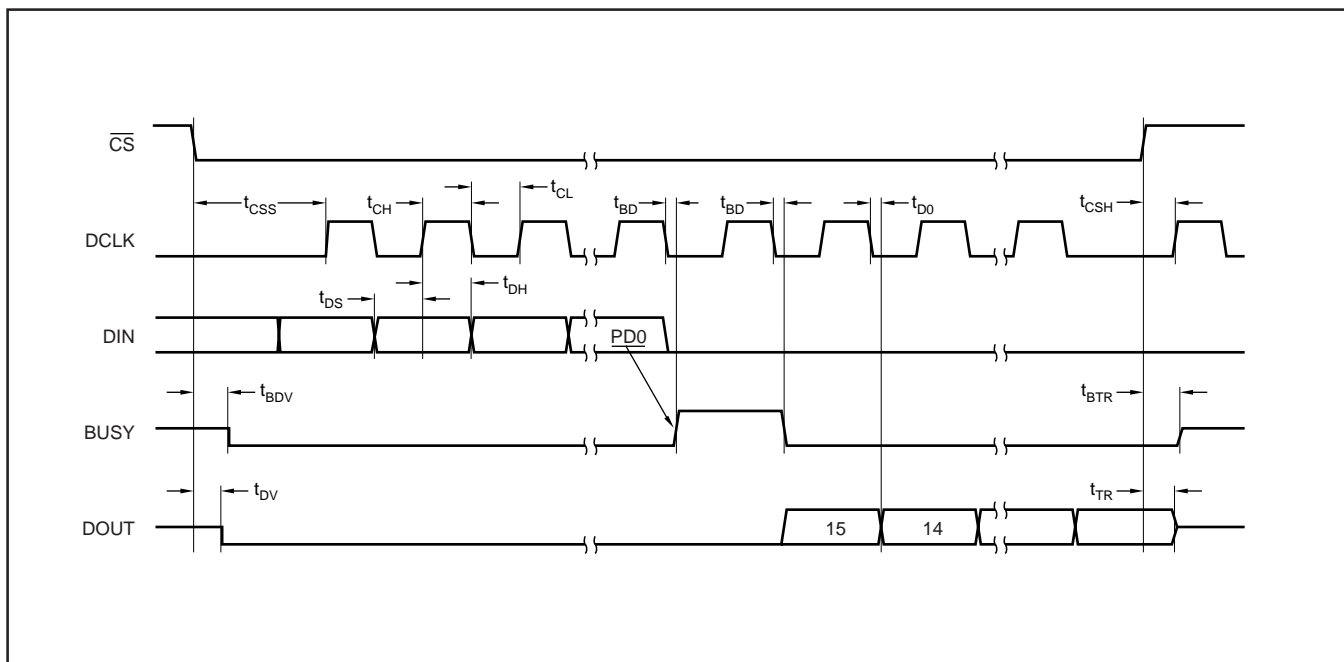 CS
tCSS
tCH
tCL
tBD
tBD
tD0
tCSH
DCLK
tDS
tDH
DIN
PD0
tBDV
tBTR
BUSY
tDV
tTR
DOUT
15
14